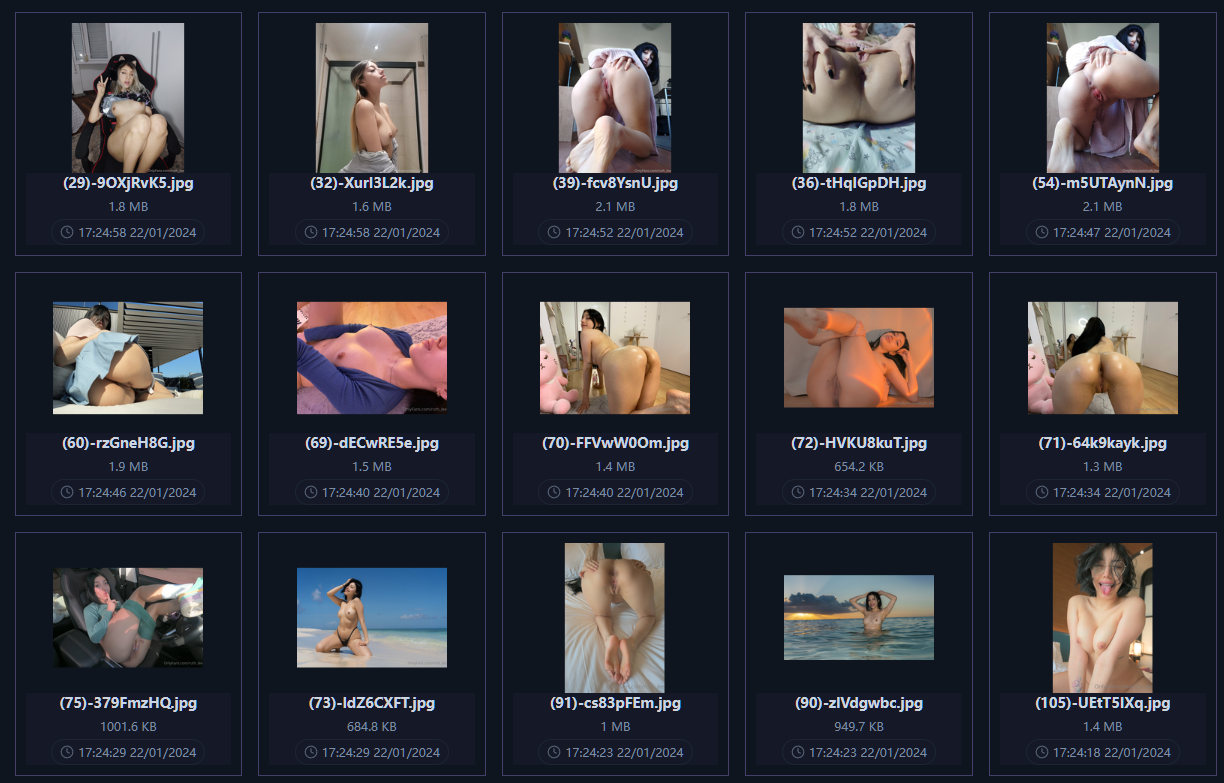 (29)-9OXjRvK5.jpg
1.8 MB
17:24:58 22/01/2024
(32)-XurI3L2k.jpg
1.6 MB
17:24:58 22/01/2024
(39)-fcv8YsnU.jpg
2.1 MB
17:24:52 22/01/2024
(36)-tHqIGpDH.jpg
1.8 MB
17:24:52 22/01/2024
(54)-m5UTAynN.jpg
2.1 MB
17:24:47 22/01/2024
(60)-rzGneH8G.jpg
1.9 MB
17:24:46 22/01/2024
(69)-dECwRE5e.jpg
1.5 MB
17:24:40 22/01/2024
(70)-FFVwW0Om.jpg
1.4 MB
17:24:40 22/01/2024
(72)-HVKU8kuT.jpg
654.2 KB
17:24:34 22/01/2024
(71)-64k9kayk.jpg
1.3 MB
17:24:34 22/01/2024
(75)-379FmzHQ.jpg
1001.6 KB
17:24:29 22/01/2024
(73)-IdZ6CXFT.jpg
684.8 KB
17:24:29 22/01/2024
(91)-cs83pFEm.jpg
1 MB
17:24:23 22/01/2024
(90)-zIVdgwbc.jpg
949.7 KB
17:24:23 22/01/2024
(105)-UEtT5IXq.jpg
1.4 MB
17:24:18 22/01/2024